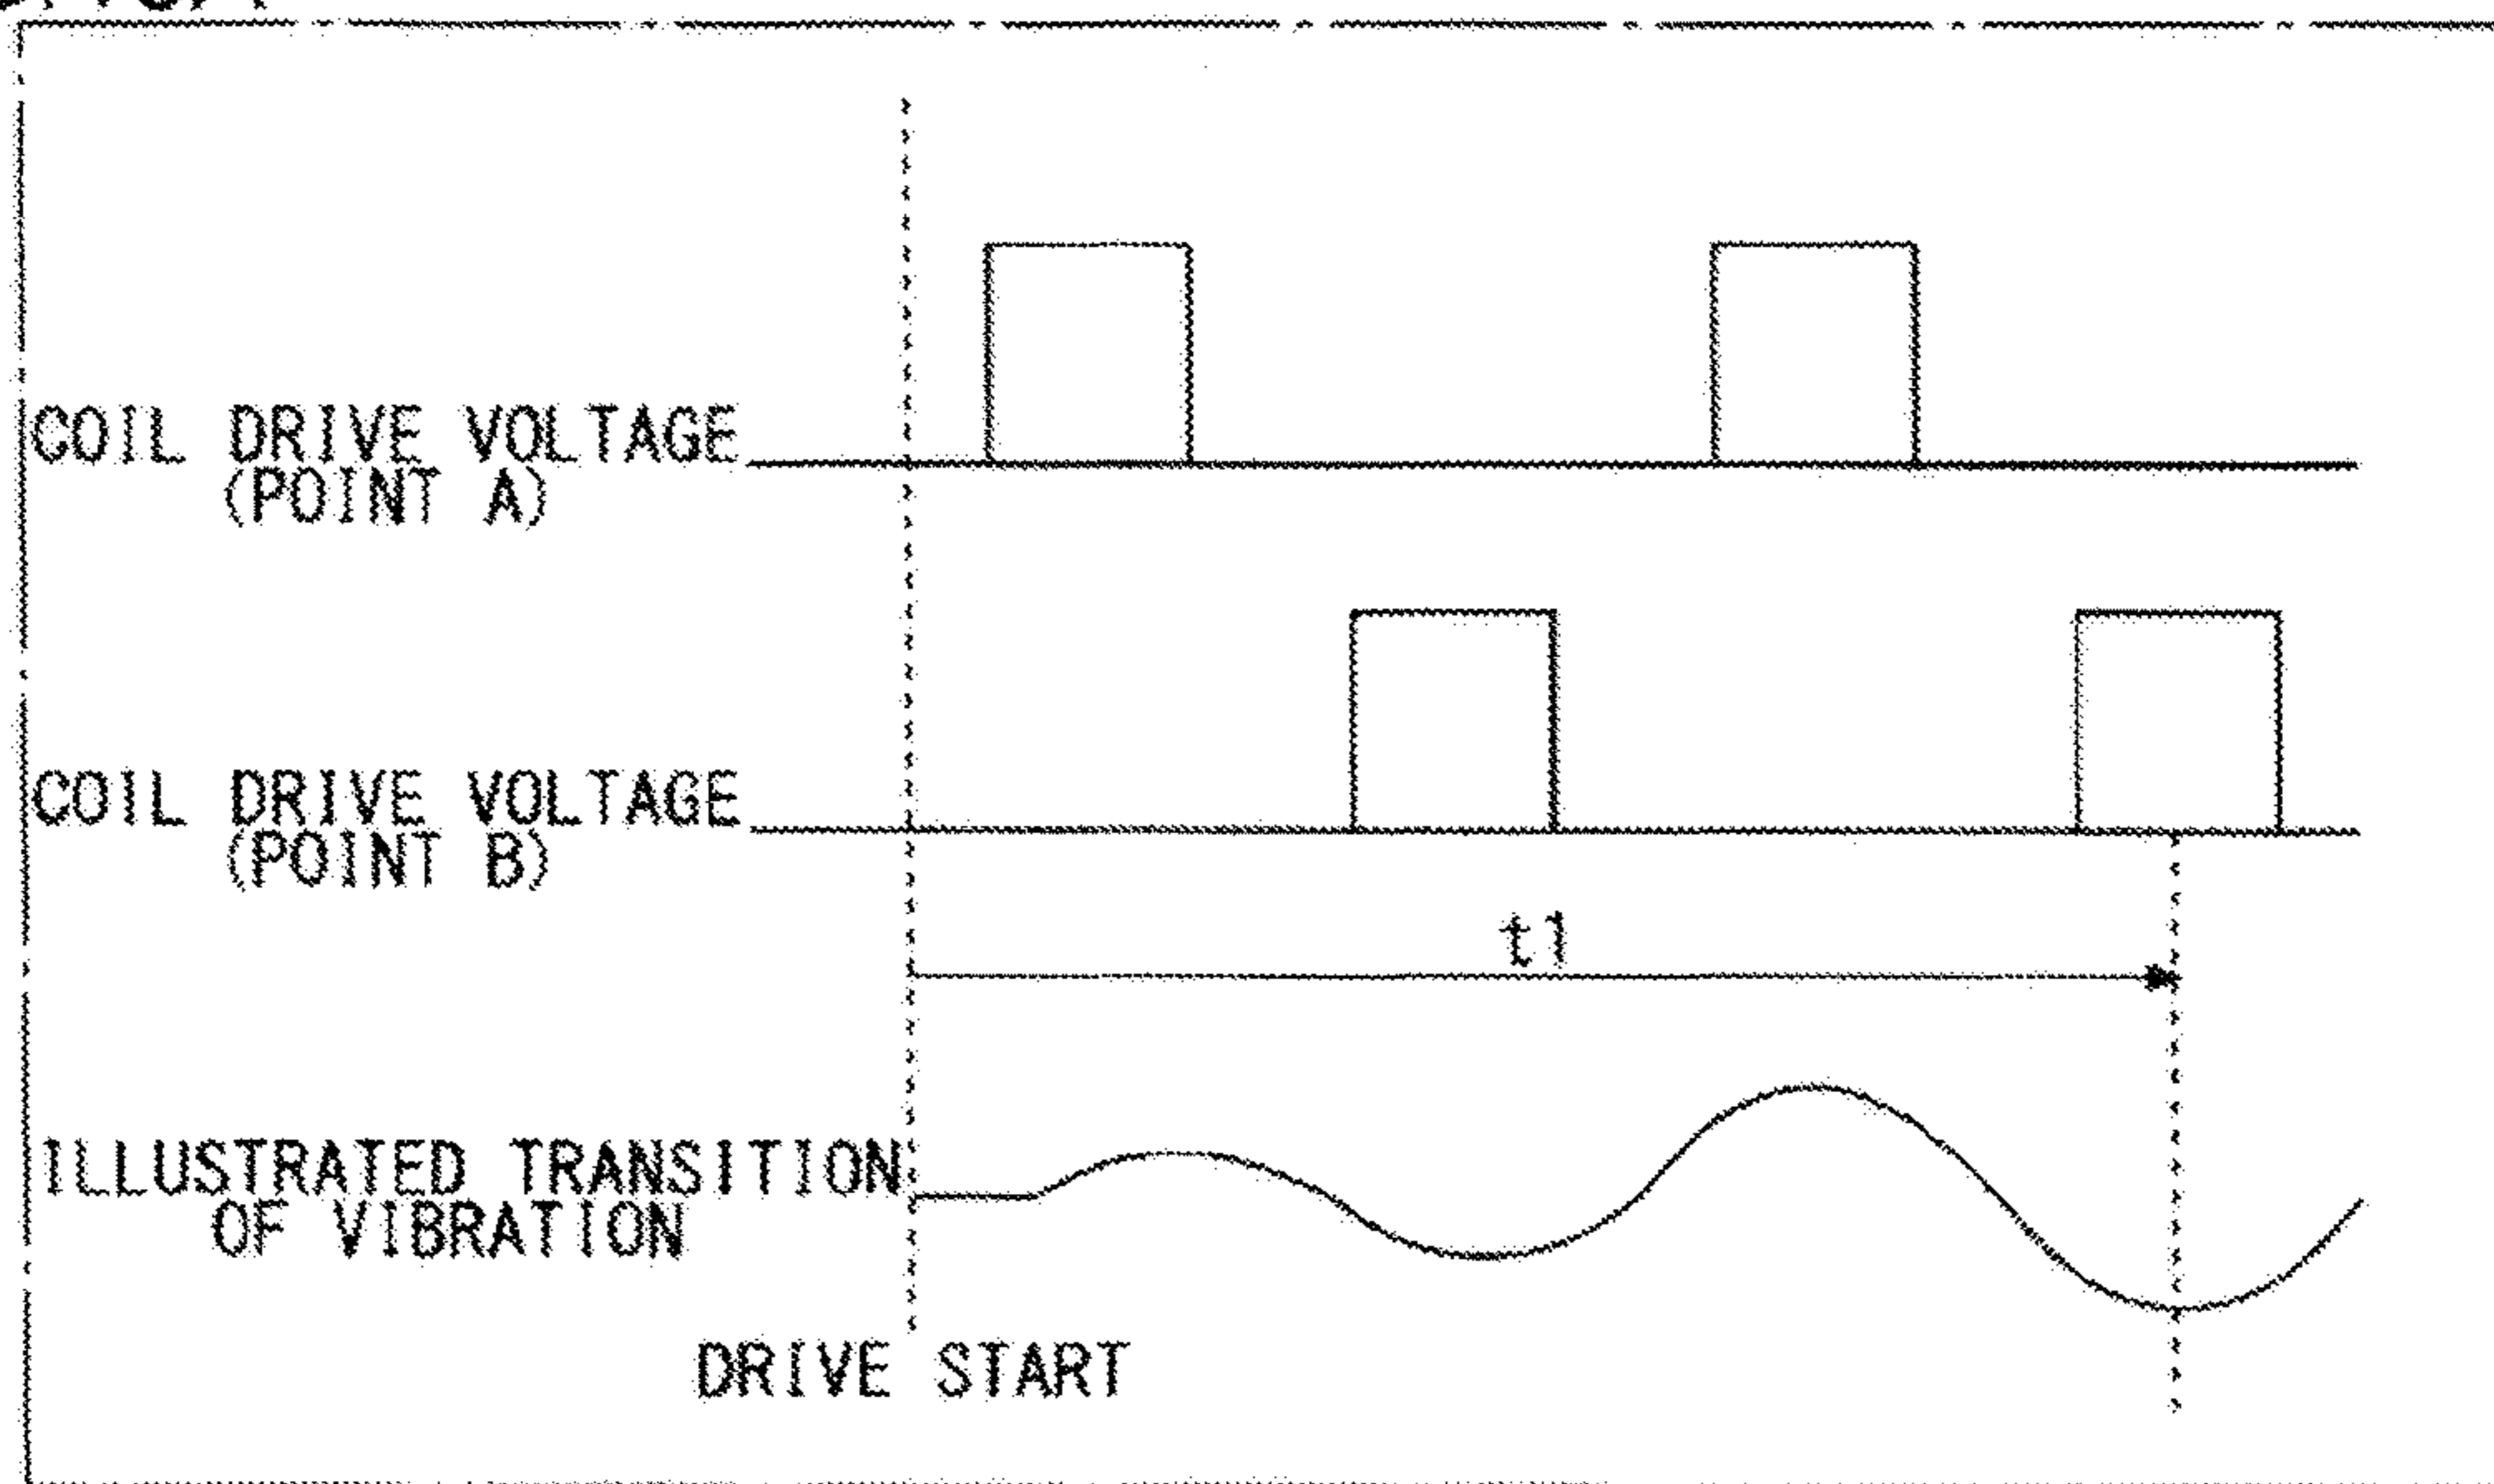 COIL DRIVE VOLTAGE
(POINT A)
COIL DRIVE VOLTAGE
(POINT B)
t1
ILLUSTRATED TRANSITION
OF VIBRATION
DRIVE START